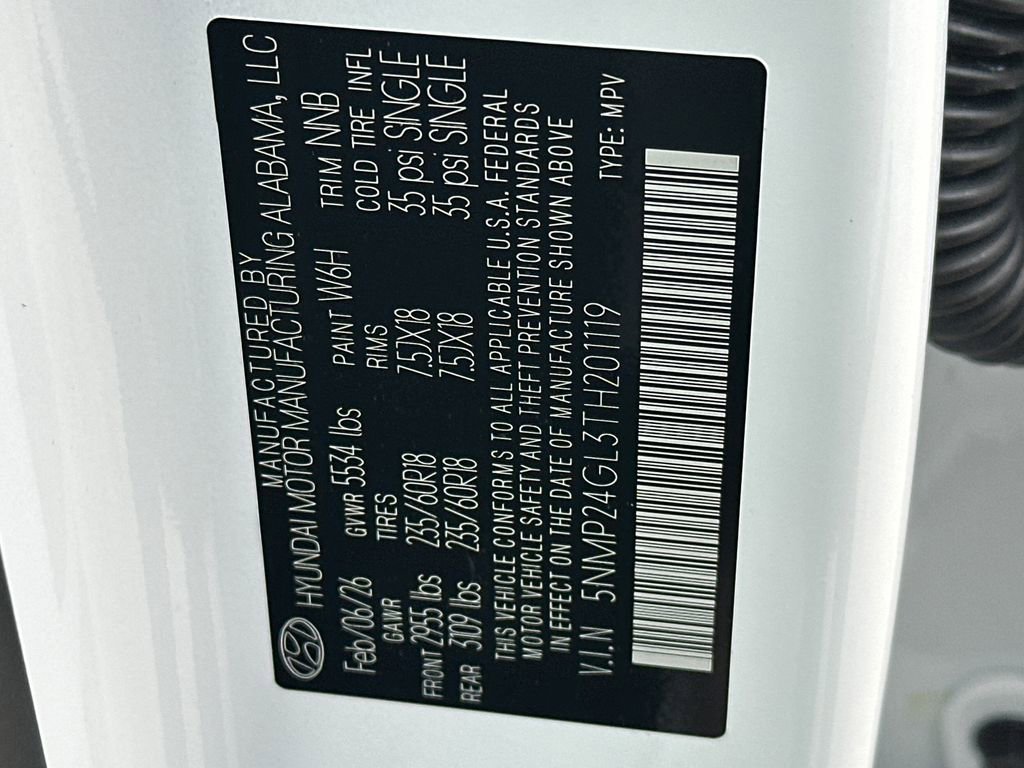 MANUFACTURED BY
HYUNDAI MOTOR MANUFACTURING ALABAMA, LLC
Feb/06/26 GVWR 5534 lbs PAINT W6H TRIM NNB
GAWR TIRES RIMS COLD TIRE INFL
FRONT 2955 lbs 235/60R18 7.5JX18 35 psi SINGLE
REAR 3109 lbs 235/60R18 7.5JX18 35 psi SINGLE
THIS VEHICLE CONFORMS TO ALL APPLICABLE U.S.A. FEDERAL
MOTOR VEHICLE SAFETY AND THEFT PREVENTION STANDARDS
IN EFFECT ON THE DATE OF MANUFACTURE SHOWN ABOVE
V.I.N 5NMP24GL3TH201119 TYPE: MPV